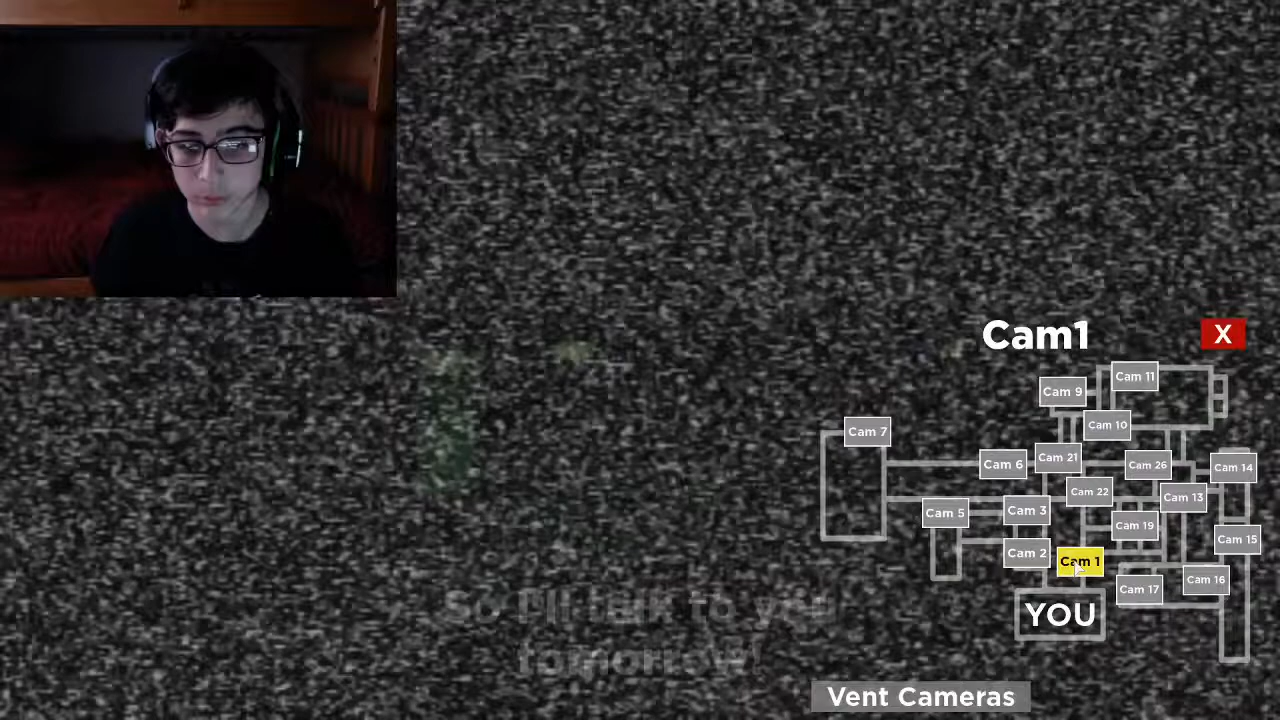 Cam1
X
Cam 11
Cam 9
Cam 10
Cam 7
Cam 21
Cam 6
Cam 26
Cam 14
Cam 22
Cam 13
Cam 5
Cam 3
Cam 19
Cam 15
Cam 2
Cam 1
Cam 16
Cam 17
YOU
So I'll talk to you
tomorrow!
Vent Cameras